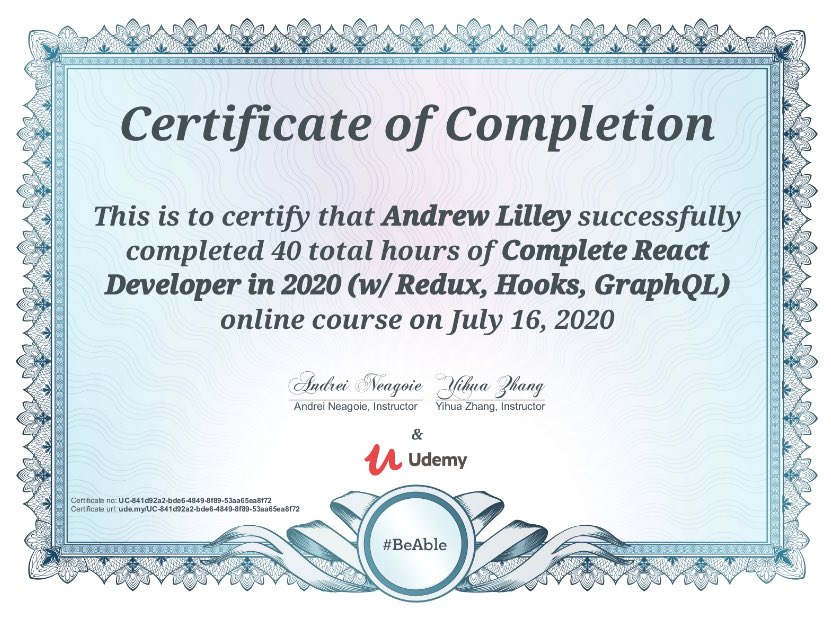 Certificate of Completion
This is to certify that Andrew Lilley successfully
completed 40 total hours of Complete React
Developer in 2020 (w/ Redux, Hooks, GraphQL)
online course on July 16, 2020
Andrei Neagoie Yihua Zhang
Andrei Neagoie, Instructor Yihua Zhang, Instructor
&
Udemy
Certificate no: UC-841d92a2-bde6-4849-8f89-53aa65ea8f72
Certificate url: ude.my/UC-841d92a2-bde6-4849-8f89-53aa65ea8f72
#BeAble